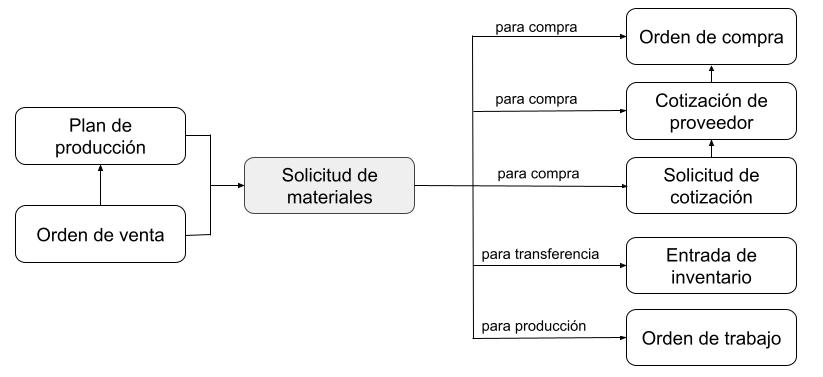 para compra
Orden de compra
para compra
Cotización de
proveedor
Plan de
producción
Solicitud de
materiales
para compra
Solicitud de
cotización
Orden de venta
para transferencia
Entrada de
inventario
para producción
Orden de trabajo